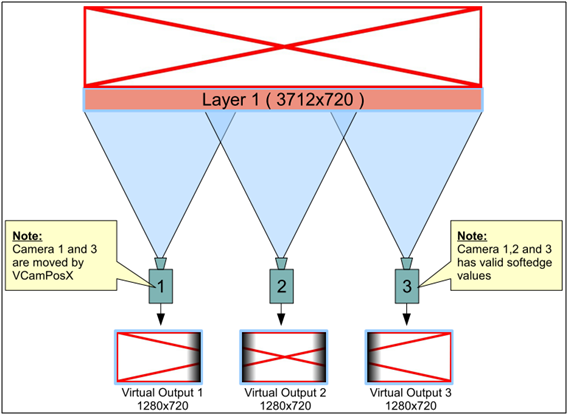 Layer 1 ( 3712x720 )
Note:
Camera 1 and 3
are moved by
VCamPosX
Note:
Camera 1,2 and 3
has valid softedge
values
1
2
3
Virtual Output 1
1280x720
Virtual Output 2
1280x720
Virtual Output 3
1280x720